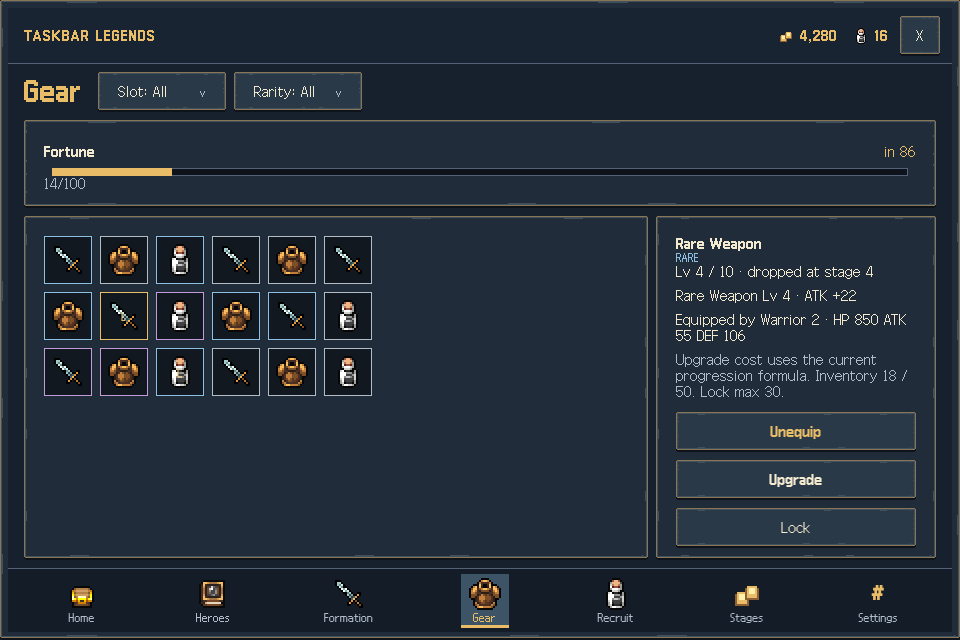 TASKBAR LEGENDS
4,280
16
X
Gear
Slot: All v
Rarity: All v
Fortune
in 86
14/100
Rare Weapon
RARE
Lv 4 / 10 · dropped at stage 4
Rare Weapon Lv 4 · ATK +22
Equipped by Warrior 2 · HP 850 ATK
55 DEF 106
Upgrade cost uses the current
progression formula. Inventory 18 /
50. Lock max 30.
Unequip
Upgrade
Lock
Home
Heroes
Formation
Gear
Recruit
Stages
#
Settings